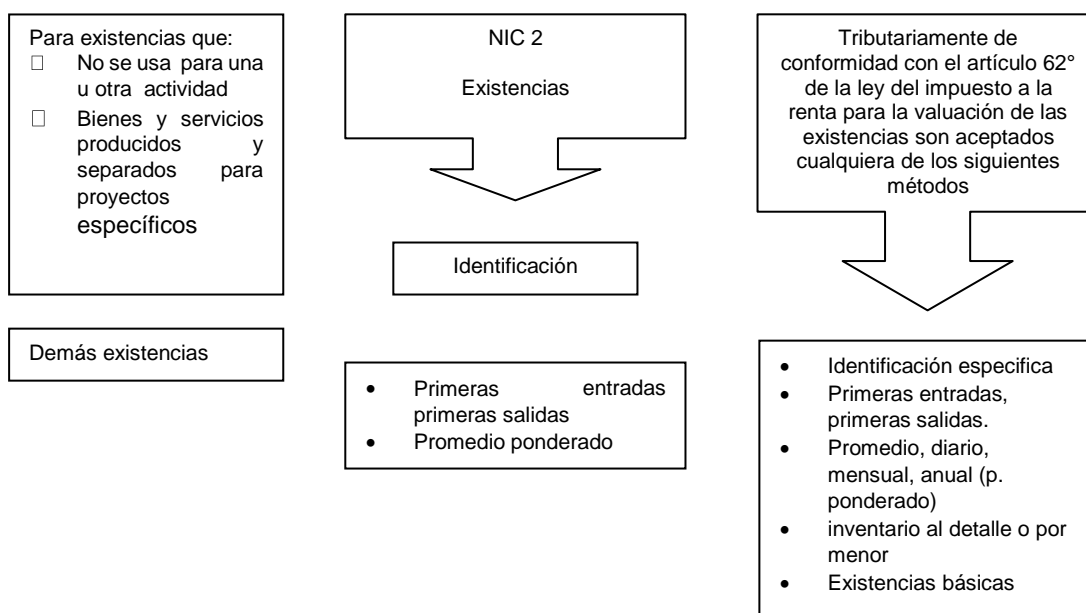 Para existencias que:
□ No se usa para una
u otra actividad
□ Bienes y servicios
producidos y
separados para
proyectos
específicos
Demás existencias
NIC 2
Existencias
Identificación
• Primeras entradas
primeras salidas
• Promedio ponderado
Tributariamente de
conformidad con el artículo 62°
de la ley del impuesto a la
renta para la valuación de las
existencias son aceptados
cualquiera de los siguientes
métodos
• Identificación especifica
• Primeras entradas,
primeras salidas.
• Promedio, diario,
mensual, anual (p.
ponderado)
• inventario al detalle o por
menor
• Existencias básicas